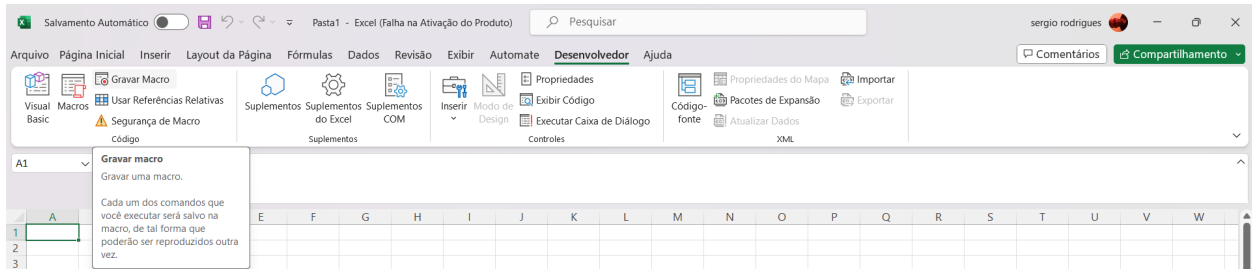 Salvamento Automático Pasta1 - Excel (Falha na Ativação do Produto) Pesquisar sergio rodrigues
Arquivo Página Inicial Inserir Layout da Página Fórmulas Dados Revisão Exibir Automate Desenvolvedor Ajuda Comentários Compartilhamento
Visual Basic
Macros
Gravar Macro
Usar Referências Relativas
Segurança de Macro
Código
Suplementos
Suplementos do Excel
Suplementos COM
Suplementos
Inserir
Modo de Design
Propriedades
Exibir Código
Executar Caixa de Diálogo
Controles
Código-fonte
Propriedades do Mapa
Pacotes de Expansão
Atualizar Dados
Importar
Exportar
XML
A1
Gravar macro
Gravar uma macro.
Cada um dos comandos que
você executar será salvo na
macro, de tal forma que
poderão ser reproduzidos outra
vez.
A E F G H I J K L M N O P Q R S T U V W
1
2
3